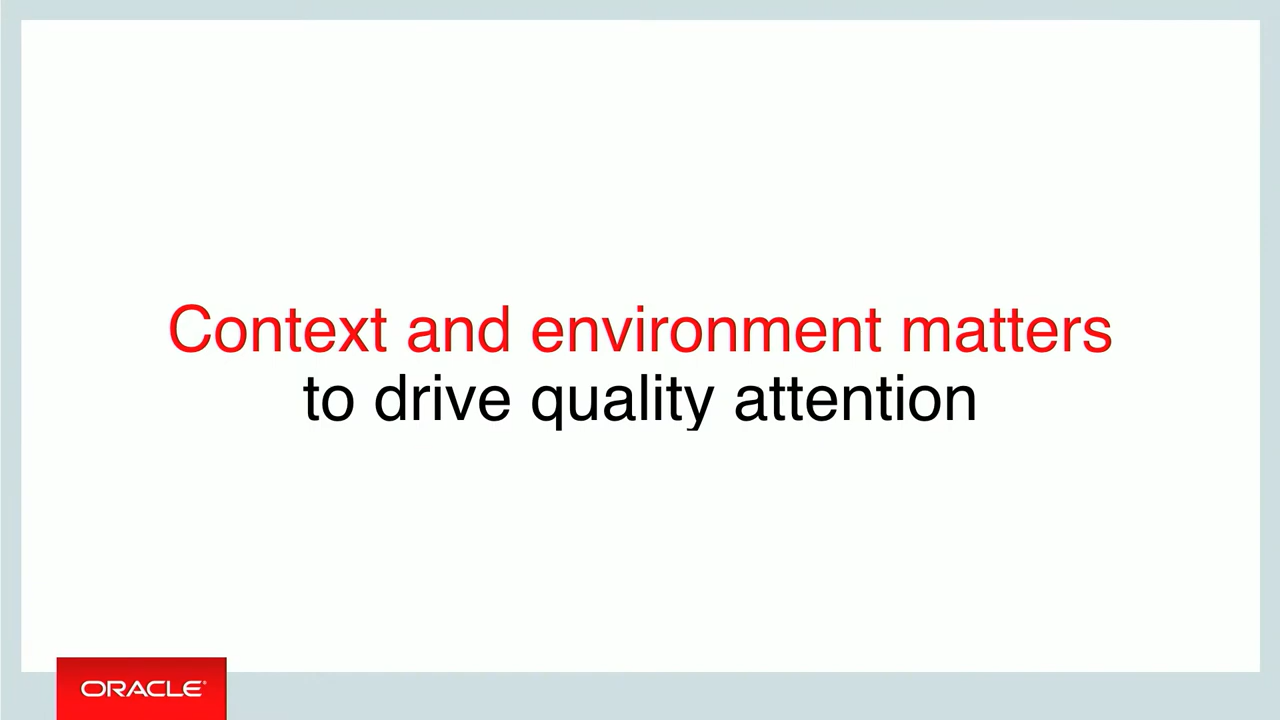 Context and environment matters
to drive quality attention
ORACLE®